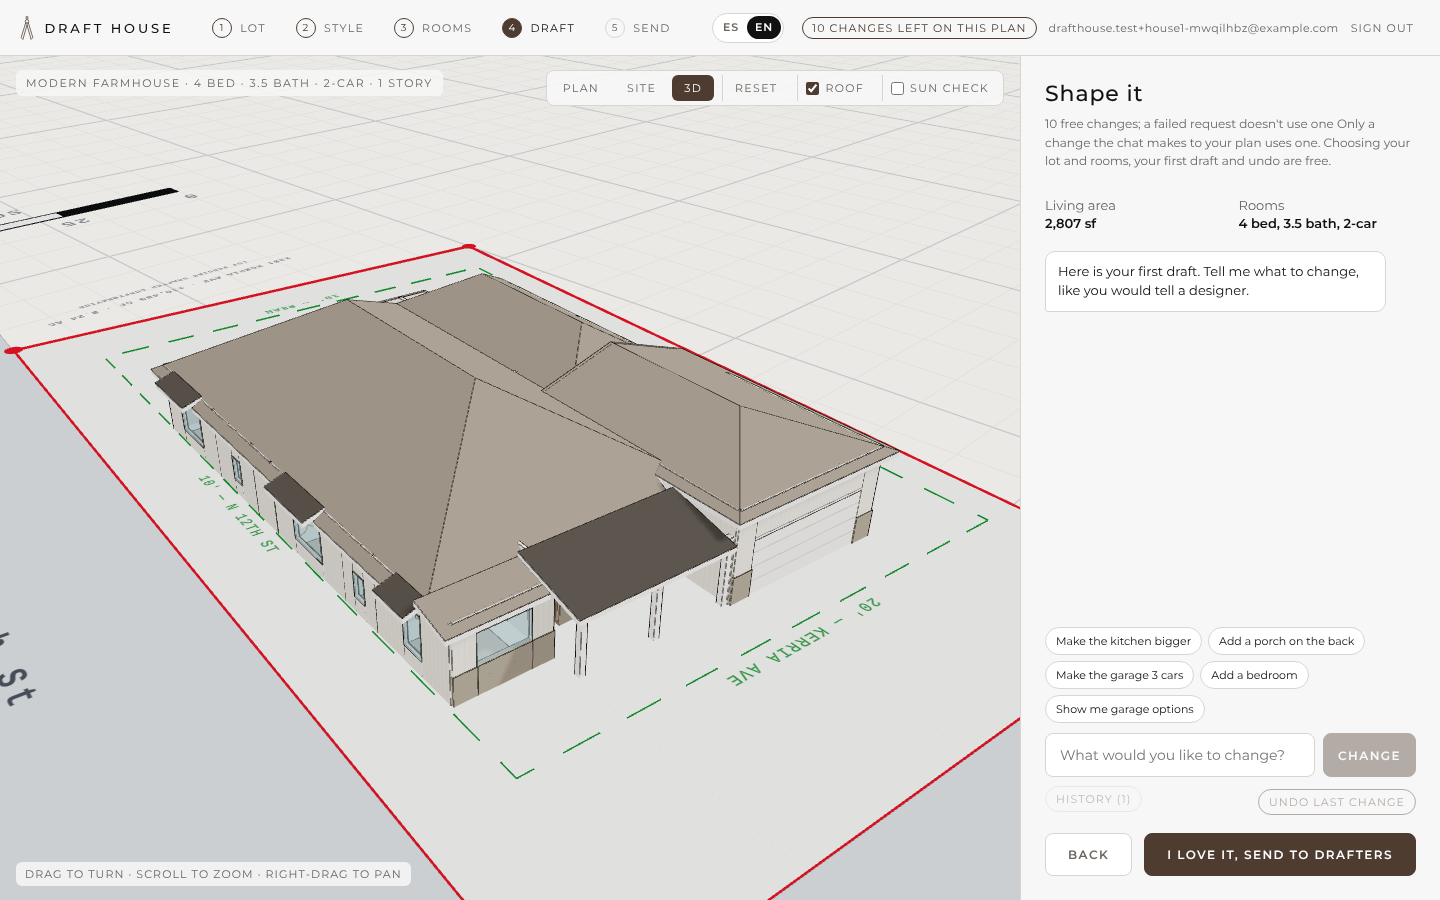 DRAFT HOUSE
1 LOT
2 STYLE
3 ROOMS
4 DRAFT
5 SEND
ES EN
10 CHANGES LEFT ON THIS PLAN
drafthouse.test+house1-mwqilhbz@example.com
SIGN OUT
MODERN FARMHOUSE · 4 BED · 3.5 BATH · 2-CAR · 1 STORY
PLAN SITE 3D RESET ROOF SUN CHECK
Shape it
10 free changes; a failed request doesn't use one Only a
change the chat makes to your plan uses one. Choosing your
lot and rooms, your first draft and undo are free.
Living area
2,807 sf
Rooms
4 bed, 3.5 bath, 2-car
Here is your first draft. Tell me what to change,
like you would tell a designer.
25
0
10' – N 12TH ST
20' – KERRIA AVE
St
Make the kitchen bigger
Add a porch on the back
Make the garage 3 cars
Add a bedroom
Show me garage options
What would you like to change?
CHANGE
HISTORY (1)
UNDO LAST CHANGE
BACK
I LOVE IT, SEND TO DRAFTERS
DRAG TO TURN · SCROLL TO ZOOM · RIGHT-DRAG TO PAN